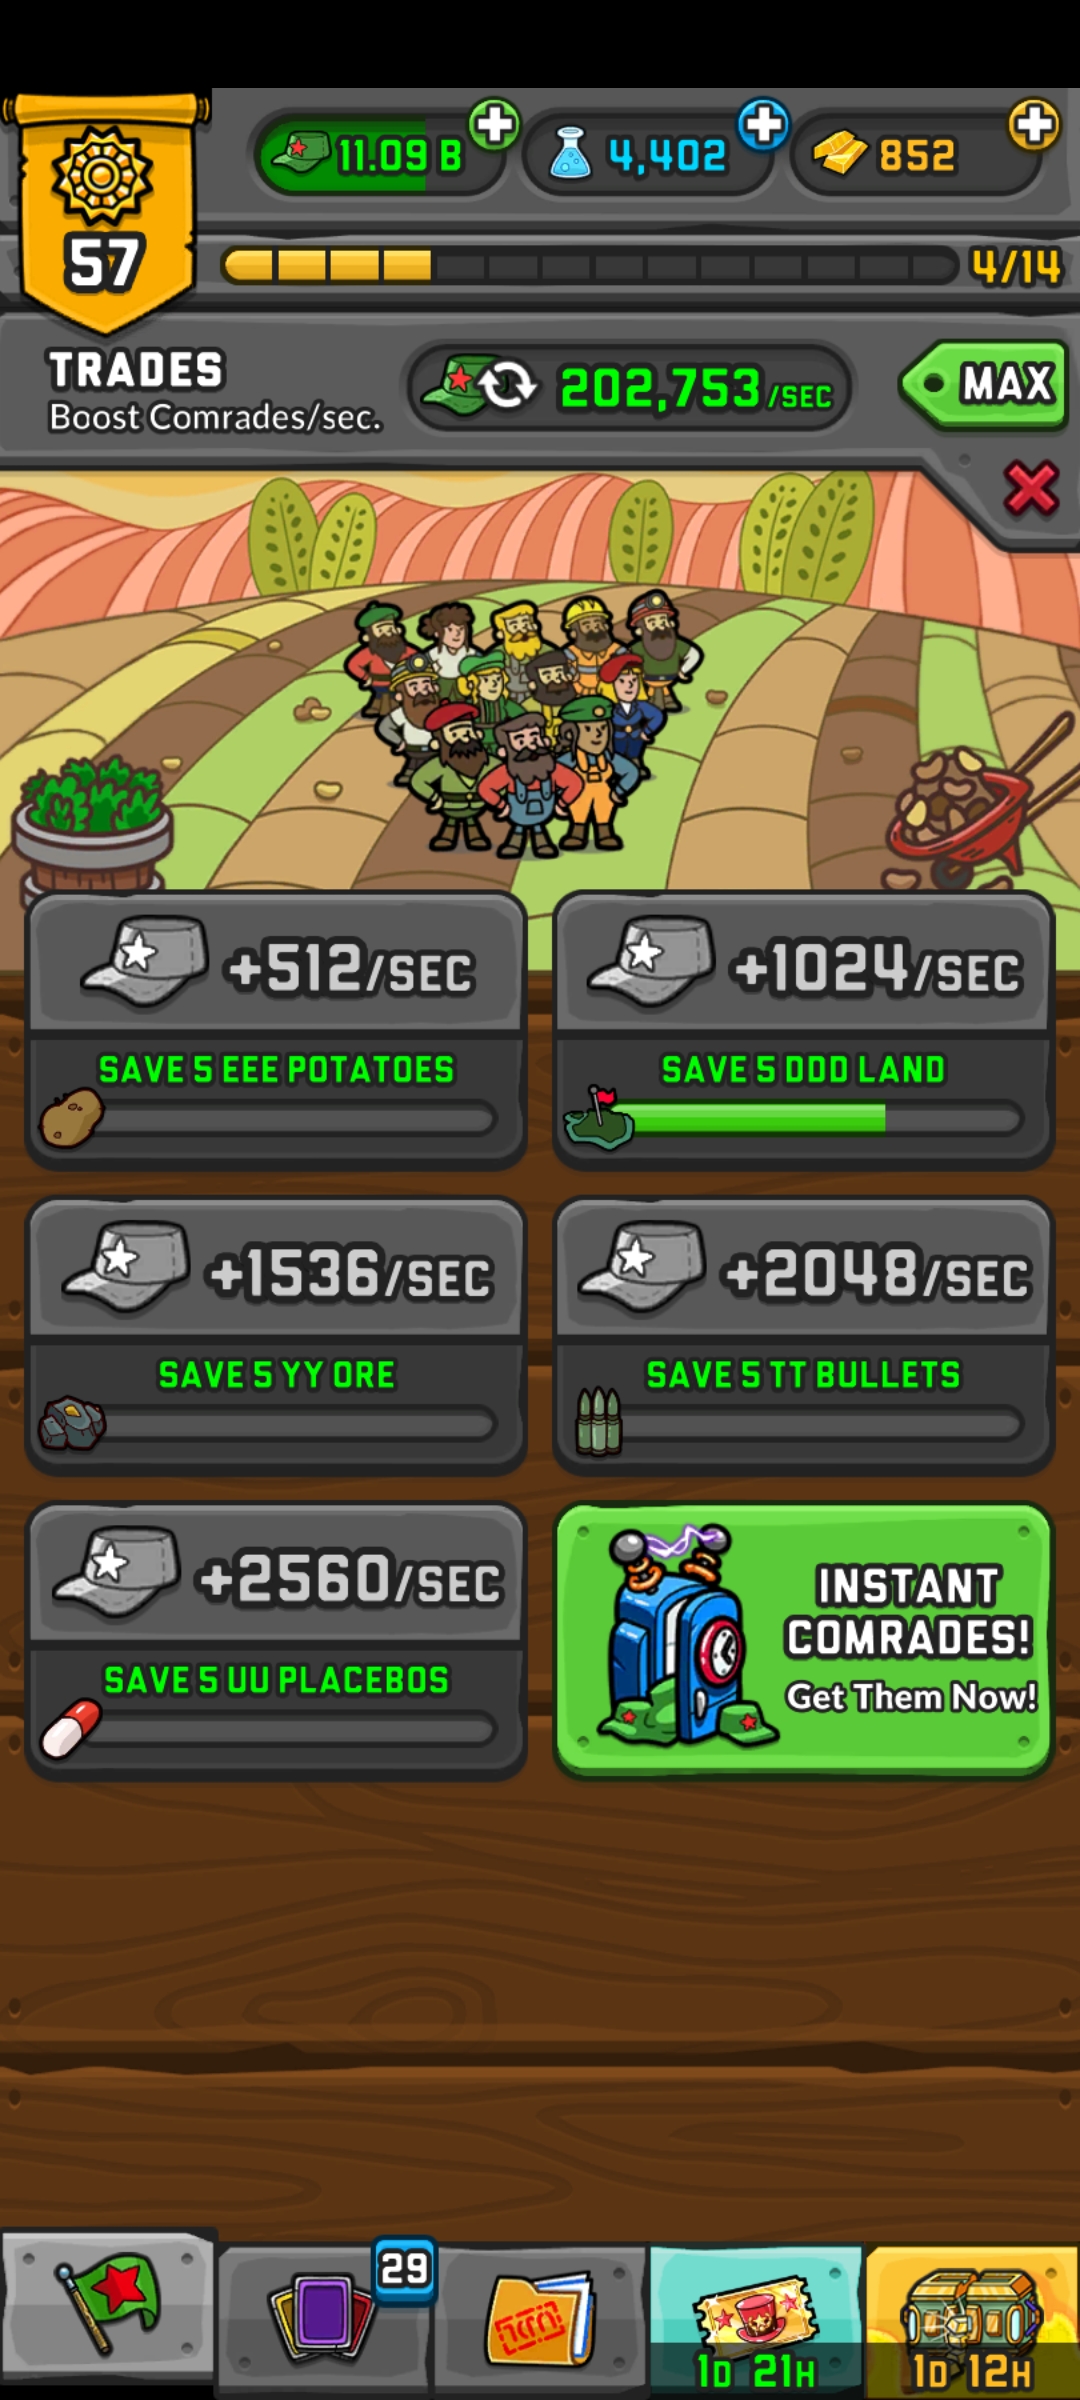 11.09 B
4,402
852
57
4/14
TRADES
Boost Comrades/sec.
202,753/SEC
MAX
+512/SEC
+1024/SEC
SAVE 5 EEE POTATOES
SAVE 5 DDD LAND
+1536/SEC
+2048/SEC
SAVE 5 YY ORE
SAVE 5 TT BULLETS
+2560/SEC
INSTANT
COMRADES!
Get Them Now!
SAVE 5 UU PLACEBOS
29
1D 21H
1D 12H